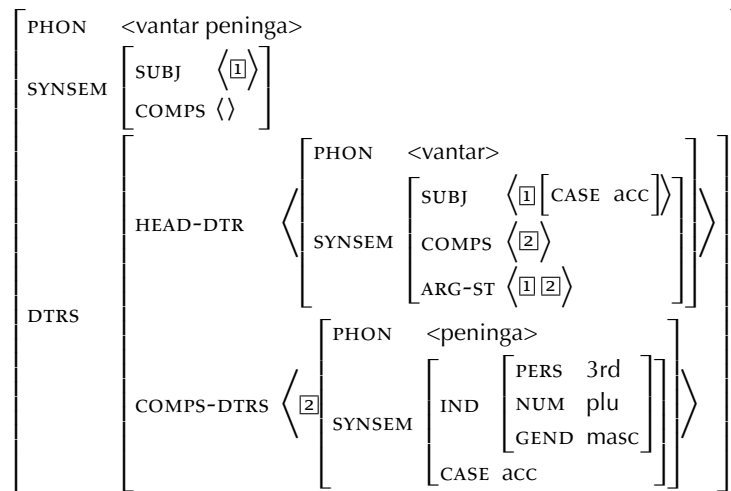 PHON <vantar peninga>
SYNSEM
SUBJ ⟨1⟩
COMPS ⟨⟩
DTRS
HEAD-DTR
PHON <vantar>
SYNSEM
SUBJ ⟨1[CASE acc]⟩
COMPS ⟨2⟩
ARG-ST ⟨1 2⟩
COMPS-DTRS
2
PHON <peninga>
SYNSEM
IND
PERS 3rd
NUM plu
GEND masc
CASE acc